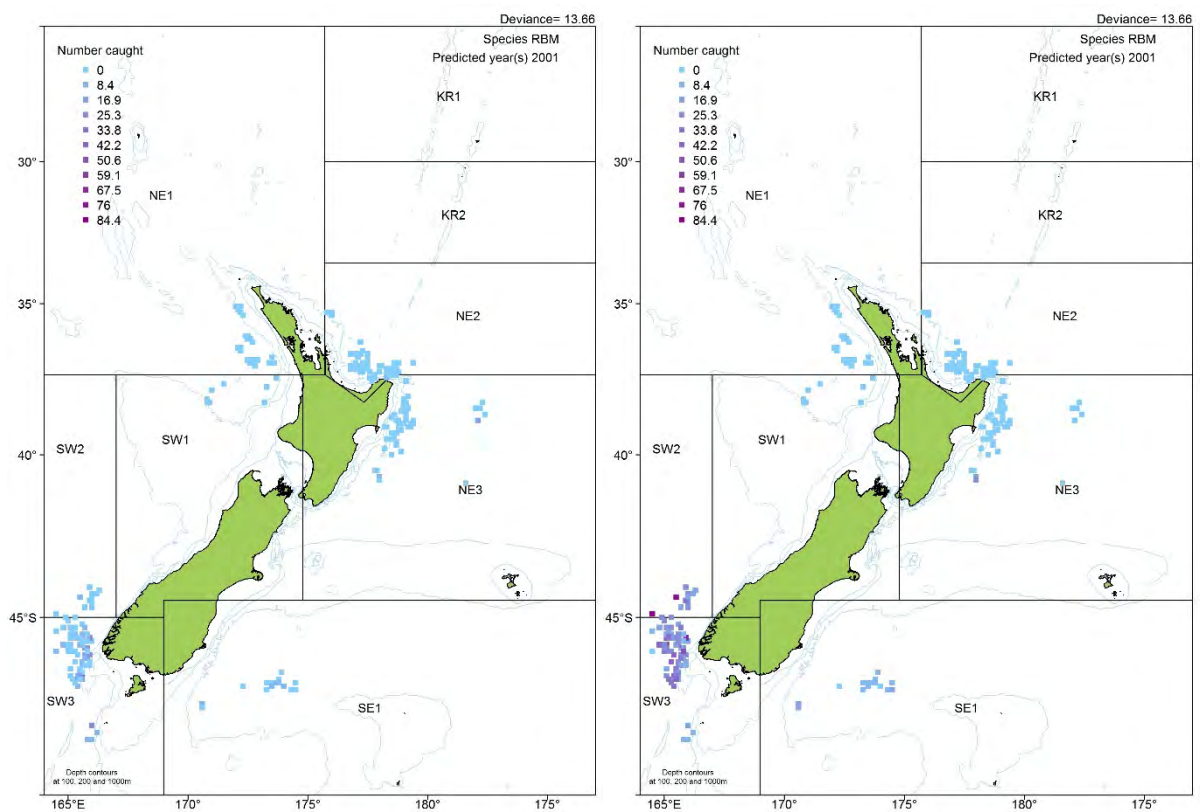 Deviance= 13.66
Species RBM
Predicted year(s) 2001
Number caught
0
8.4
16.9
25.3
33.8
42.2
50.6
59.1
67.5
76
84.4
KR1
30°
NE1
KR2
35°
NE2
SW2
SW1
40°
NE3
45°S
SW3
SE1
Depth contours
at 100, 200 and 1000m
165°E
170°
175°
180°
175°
Deviance= 13.66
Species RBM
Predicted year(s) 2001
Number caught
0
8.4
16.9
25.3
33.8
42.2
50.6
59.1
67.5
76
84.4
KR1
30°
NE1
KR2
35°
NE2
SW2
SW1
40°
NE3
45°S
SW3
SE1
Depth contours
at 100, 200 and 1000m
165°E
170°
175°
180°
175°